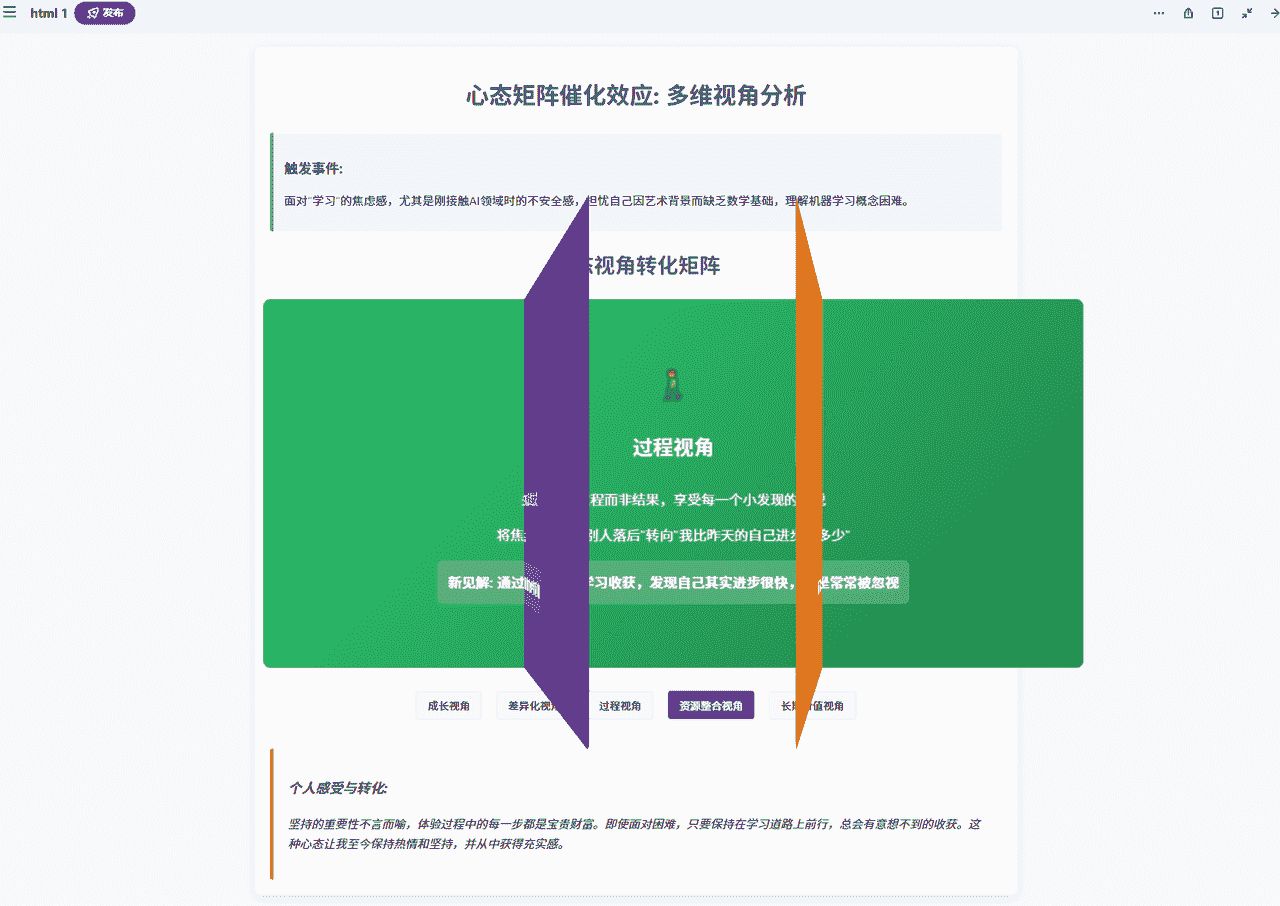 html 1
发布
心态矩阵催化效应: 多维视角分析
触发事件:
面对"学习"的焦虑感，尤其是刚接触AI领域时的不安全感，担忧自己因艺术背景而缺乏数学基础，理解机器学习概念困难。
视角转化矩阵
过程视角
程而非结果，享受每一个小发现的
将焦 别人落后"转向"我比昨天的自己进步 多少"
新见解: 通过 学习收获，发现自己其实进步很快， 是常常被忽视
成长视角 差异化视角 过程视角 资源整合视角 长期价值视角
个人感受与转化:
坚持的重要性不言而喻，体验过程中的每一步都是宝贵财富。即使面对困难，只要保持在学习道路上前行，总会有意想不到的收获。这
种心态让我至今保持热情和坚持，并从中获得充实感。